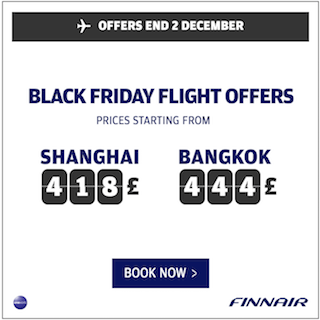 OFFERS END 2 DECEMBER
BLACK FRIDAY FLIGHT OFFERS
PRICES STARTING FROM
SHANGHAI
418£
BANGKOK
444£
BOOK NOW >
FINNAIR